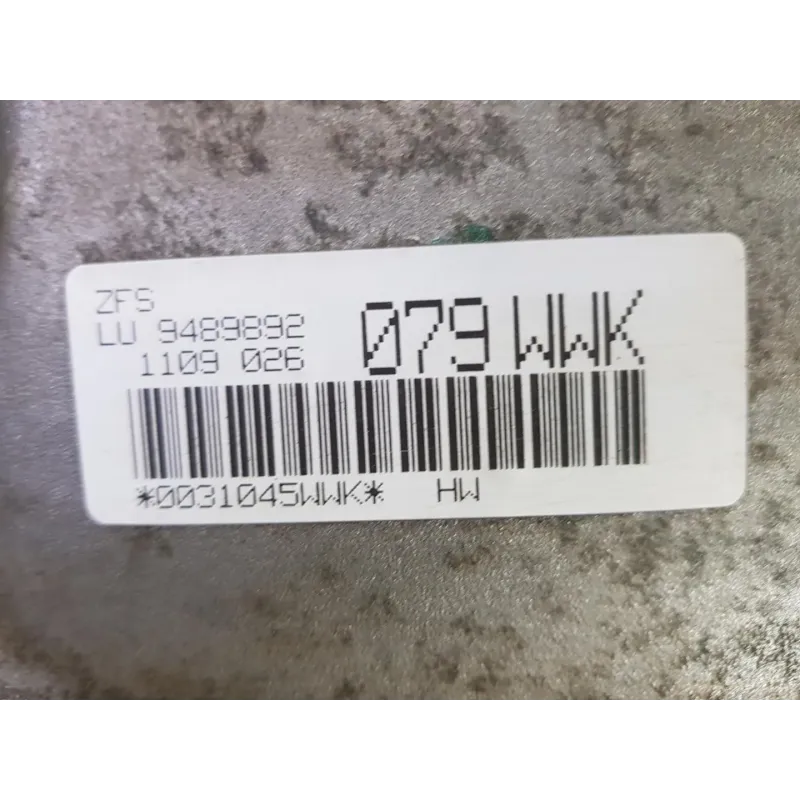 ZFS
LU 9489892
1109 026
079 WWK
*0031045WWK* HW